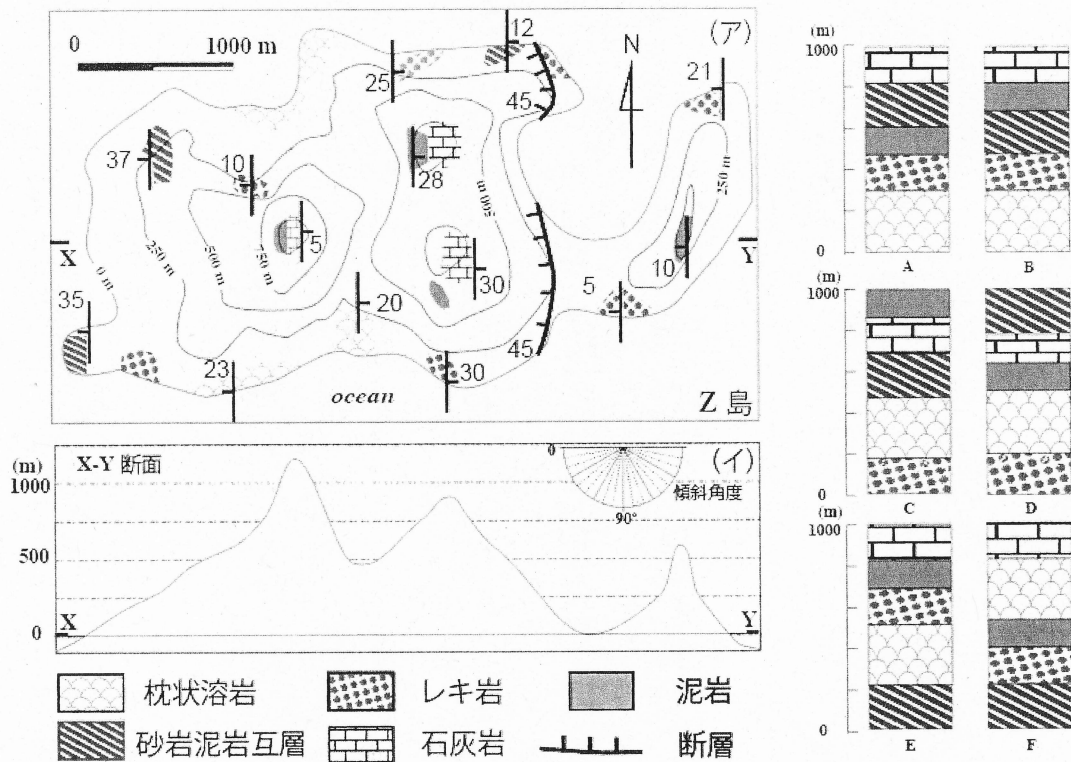 (ア)
0 1000 m
N
12
25
21
45
37
10
28
500 m
250 m
5
X
0 m
250 m
500 m
750 m
30
10
Y
35
20
5
23
30
45
ocean
Z 島
(m)
X-Y 断面
(イ)
1000
500
0
X
Y
0
90°
傾斜角度
枕状溶岩
レキ岩
泥岩
砂岩泥岩互層
石灰岩
断層
(m)
1000
0
A
B
(m)
1000
0
C
D
(m)
1000
0
E
F